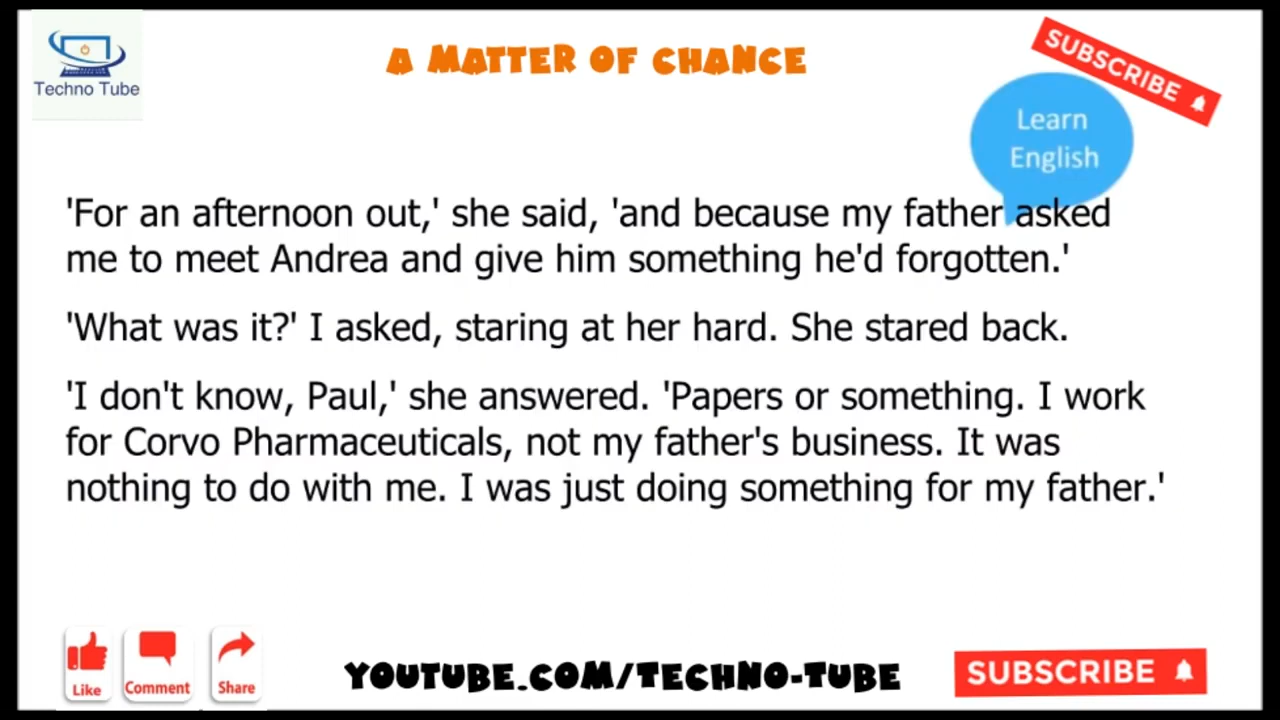 Techno Tube
A MATTER OF CHANCE
SUBSCRIBE
Learn
English
'For an afternoon out,' she said, 'and because my father asked
me to meet Andrea and give him something he'd forgotten.'
'What was it?' I asked, staring at her hard. She stared back.
'I don't know, Paul,' she answered. 'Papers or something. I work
for Corvo Pharmaceuticals, not my father's business. It was
nothing to do with me. I was just doing something for my father.'
Like
Comment
Share
YOUTUBE.COM/TECHNO-TUBE
SUBSCRIBE